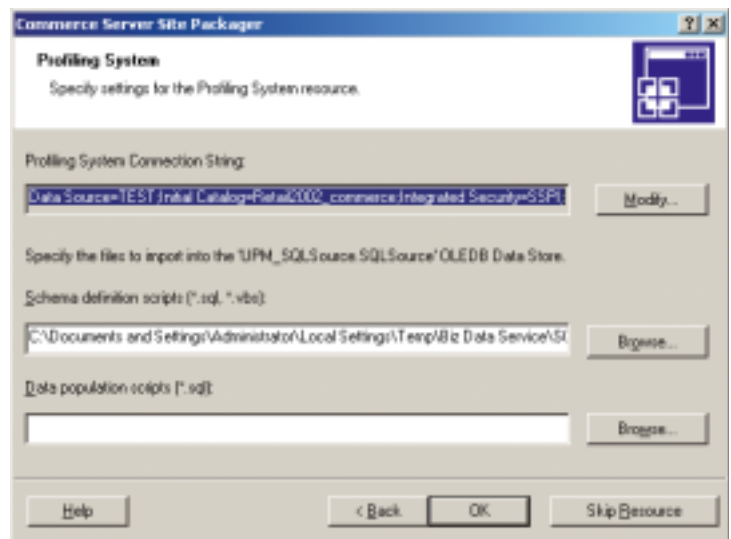 Commerce Server Site Packager
Profiling System
Specify settings for the Profiling System resource.
Profiling System Connection String:
Data Source=TEST;Initial Catalog=Retail2002_commerce;Integrated Security=SSPI;
Modify...
Specify the files to import into the 'UPM_SQLSource.SQLSource' OLEDB Data Store.
Schema definition scripts (*.sql, *.vbs):
C:\Documents and Settings\Administrator\Local Settings\Temp\Biz Data Service\S
Browse...
Data population scripts (*.sql):
Browse...
Help
< Back
OK
Skip Resource